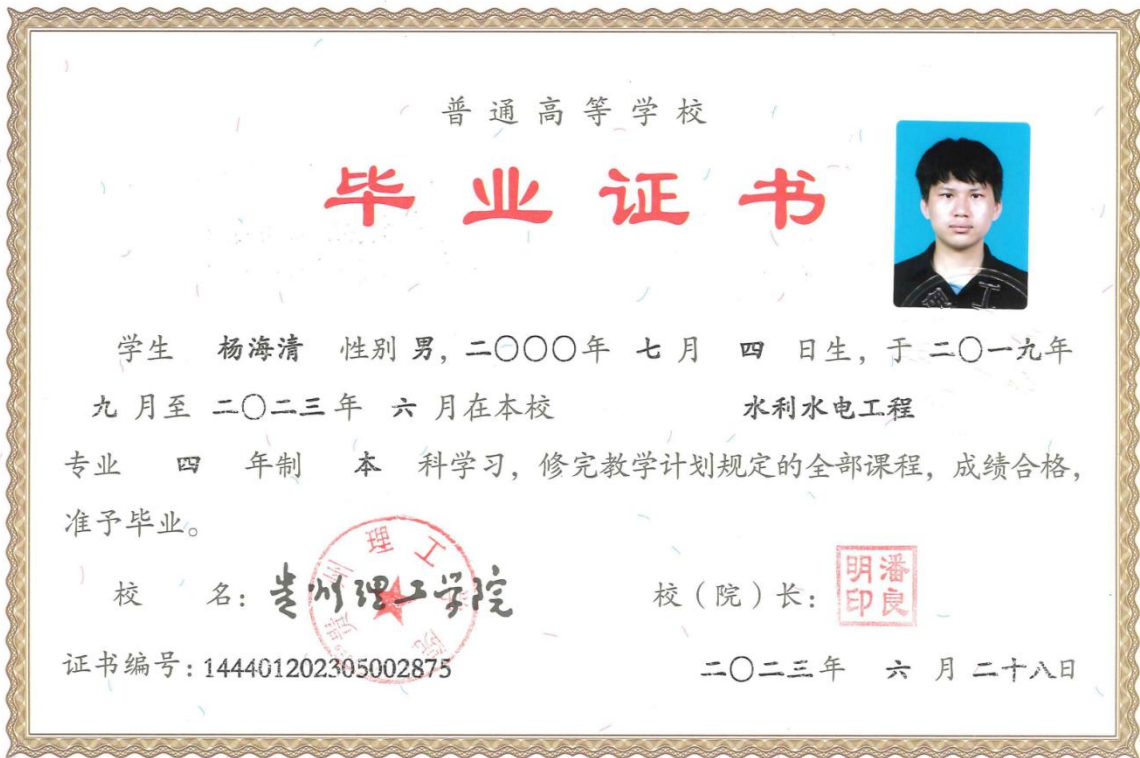 普通高等学校
毕业证书
学生 杨海清 性别 男，二〇〇〇年 七 月 四 日生，于 二〇一九年
九 月至 二〇二三 年 六 月在本校 水利水电工程
专业 四 年制 本 科学习，修完教学计划规定的全部课程，成绩合格，
准予毕业。
校 名：贵州理工学院 校（院）长：潘良明印
贵州理工学院
证书编号：144401202305002875 二〇二三年 六 月 二十八日